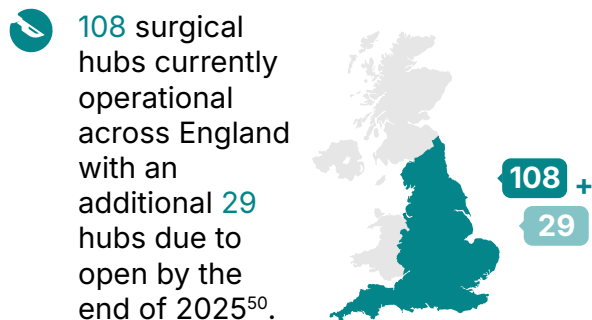 108 surgical
hubs currently
operational
across England
with an
additional 29
hubs due to
open by the
end of 2025⁵⁰.
108 +
29